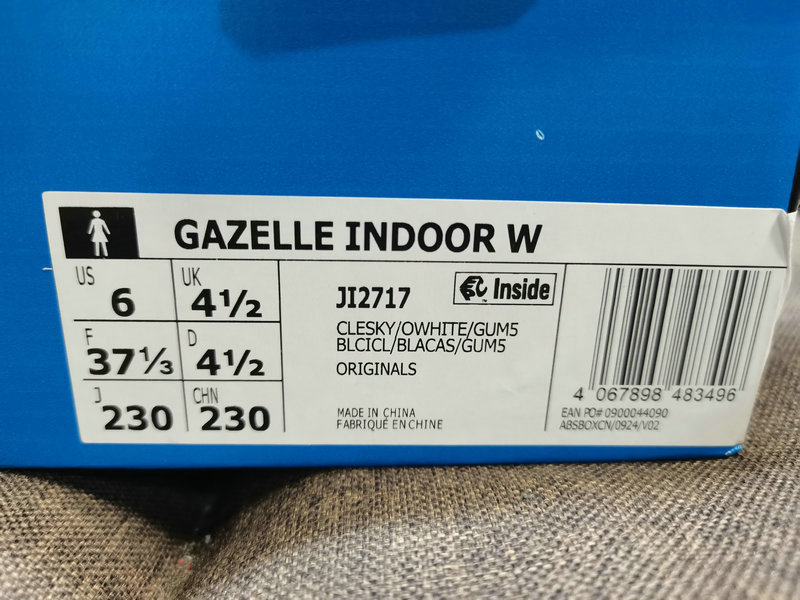 GAZELLE INDOOR W
US 6
UK 4½
F 37⅓
D 4½
J 230
CHN 230
JI2717
Inside
CLESKY/OWHITE/GUM5
BLCICL/BLACAS/GUM5
ORIGINALS
MADE IN CHINA
FABRIQUÉ EN CHINE
4 067898 483496
EAN PO# 0900044090
ABSBOXCN/0924/V02